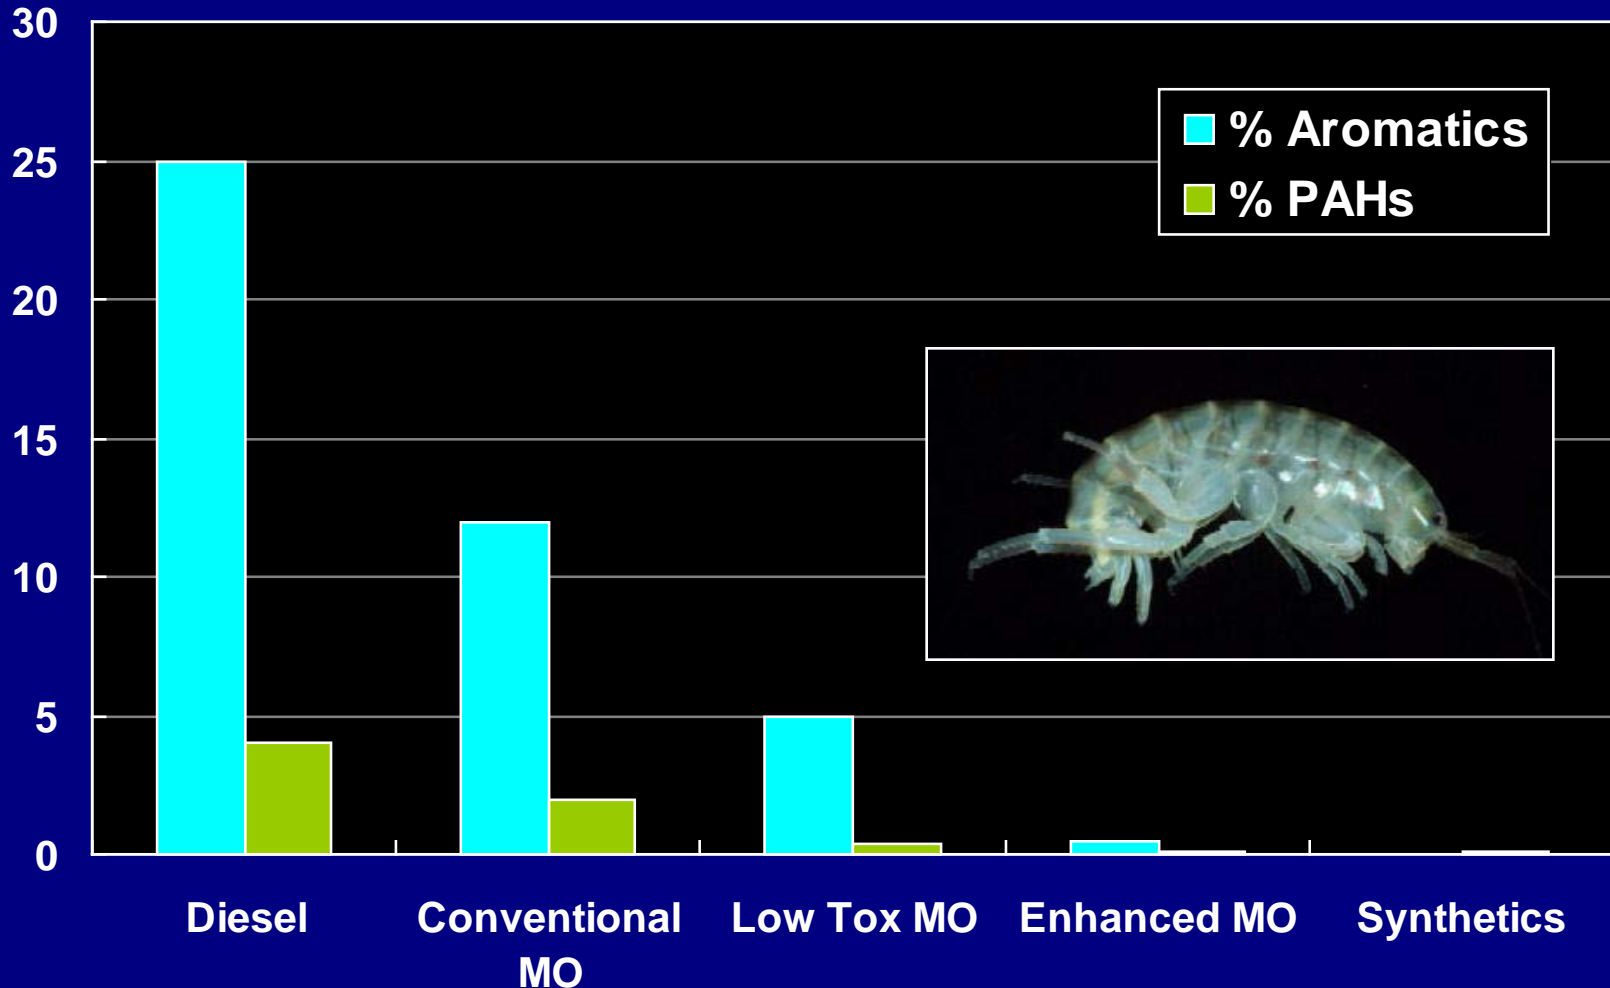 30
% Aromatics
25
% PAHs
20
15
10
5
0
Diesel Conventional Low Tox MO Enhanced MO Synthetics
MO